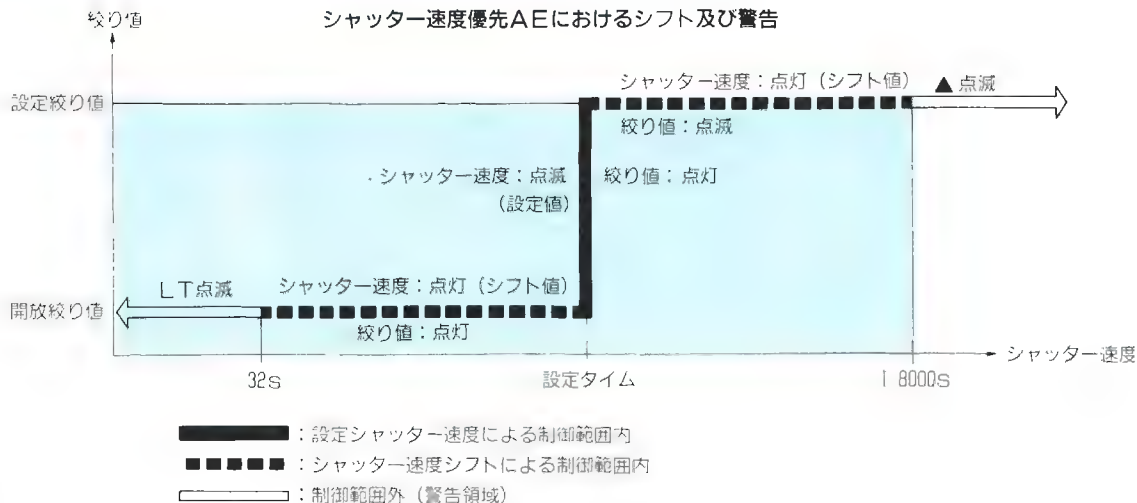 シャッター速度優先AEにおけるシフト及び警告
絞り値
シャッター速度：点灯（シフト値）
▲点滅
設定絞り値
絞り値：点滅
シャッター速度：点滅
（設定値）
絞り値：点灯
LT点滅
シャッター速度：点灯（シフト値）
開放絞り値
絞り値：点灯
シャッター速度
32s
設定タイム
1 8000s
：設定シャッター速度による制御範囲内
：シャッター速度シフトによる制御範囲内
：制御範囲外（警告領域）